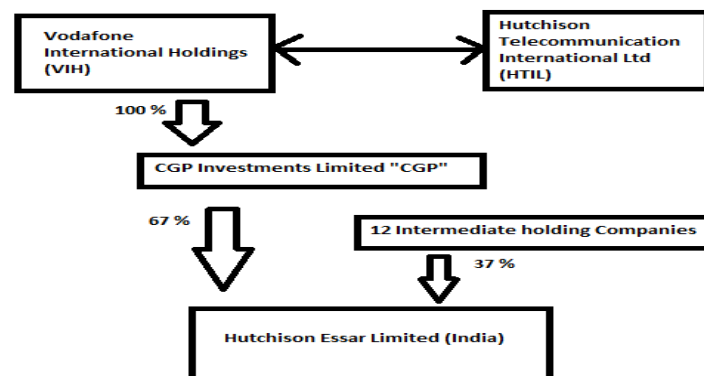 Vodafone
International Holdings
(VIH)
Hutchison
Telecommunication
International Ltd
(HTIL)
100 %
CGP Investments Limited "CGP"
67 %
12 Intermediate holding Companies
37 %
Hutchison Essar Limited (India)